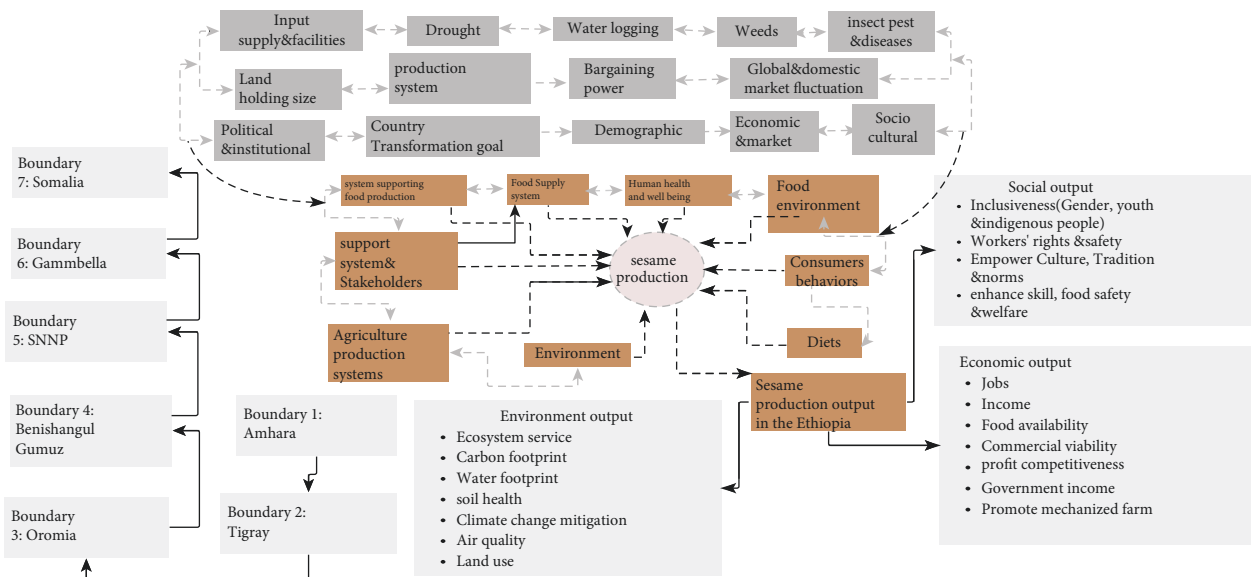 Input
supply&facilities
Drought
Water logging
Weeds
insect pest
&diseases
Land
holding size
production
system
Bargaining
power
Global&domestic
market fluctuation
Political
&institutional
Country
Transformation goal
Demographic
Economic
&market
Socio
cultural
Boundary
7: Somalia
Boundary
6: Gammbella
Boundary
5: SNNP
Boundary 4:
Benishangul
Gumuz
Boundary
3: Oromia
Boundary 1:
Amhara
Boundary 2:
Tigray
system supporting
food production
Food Supply
system
Human health
and well being
Food
environment
support
system&
Stakeholders
sesame
production
Consumers
behaviors
Agriculture
production
systems
Environment
Diets
Sesame
production output
in the Ethiopia
Environment output
• Ecosystem service
• Carbon footprint
• Water footprint
• soil health
• Climate change mitigation
• Air quality
• Land use
Social output
• Inclusiveness(Gender, youth
&indigenous people)
• Workers' rights &safety
• Empower Culture, Tradition
&norms
• enhance skill, food safety
&welfare
Economic output
• Jobs
• Income
• Food availability
• Commercial viability
• profit competitiveness
• Government income
• Promote mechanized farm